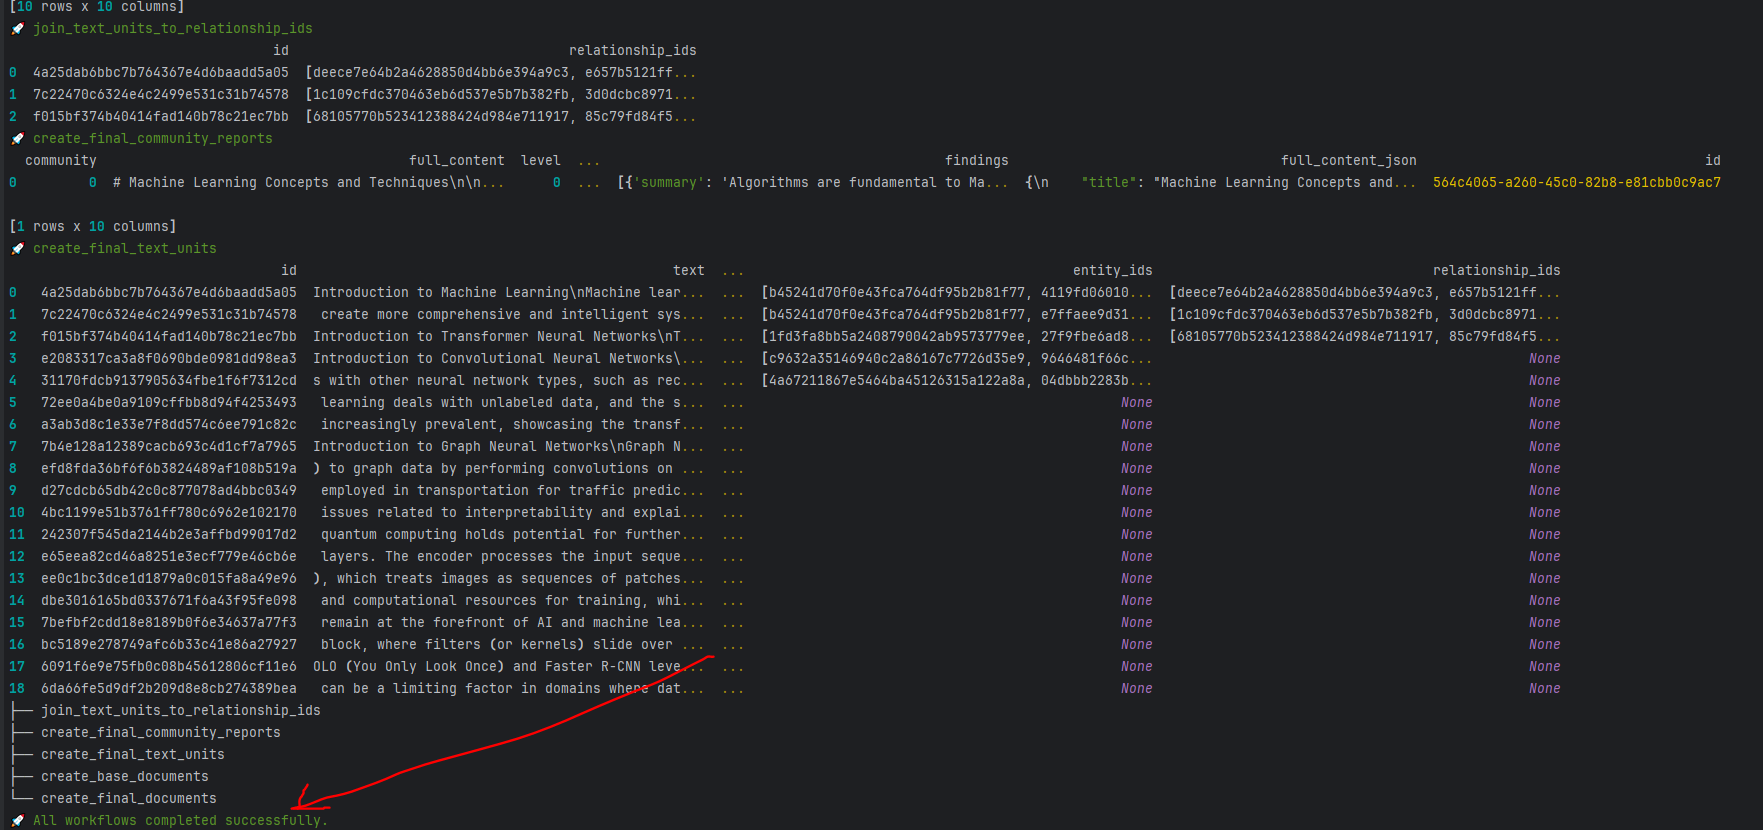 [10 rows x 10 columns]
🚀 join_text_units_to_relationship_ids
id relationship_ids
0 4a25dab6bbc7b764367e4d6baadd5a05 [deece7e64b2a4628850d4bb6e394a9c3, e657b5121ff...
1 7c22470c6324e4c2499e531c31b74578 [1c109cfdc370463eb6d537e5b7b382fb, 3d0dcbc8971...
2 f015bf374b40414fad140b78c21ec7bb [68105770b523412388424d984e711917, 85c79fd84f5...
🚀 create_final_community_reports
community full_content level ... findings full_content_json id
0 0 # Machine Learning Concepts and Techniques\n\n... 0 ... [{'summary': 'Algorithms are fundamental to Ma... {\n "title": "Machine Learning Concepts and... 564c4065-a260-45c0-82b8-e81cbb0c9ac7
[1 rows x 10 columns]
🚀 create_final_text_units
id text ... entity_ids relationship_ids
0 4a25dab6bbc7b764367e4d6baadd5a05 Introduction to Machine Learning\nMachine lear... ... [b45241d70f0e43fca764df95b2b81f77, 4119fd06010... [deece7e64b2a4628850d4bb6e394a9c3, e657b5121ff...
1 7c22470c6324e4c2499e531c31b74578 create more comprehensive and intelligent sys... ... [b45241d70f0e43fca764df95b2b81f77, e7ffaee9d31... [1c109cfdc370463eb6d537e5b7b382fb, 3d0dcbc8971...
2 f015bf374b40414fad140b78c21ec7bb Introduction to Transformer Neural Networks\nT... ... [1fd3fa8bb5a2408790042ab9573779ee, 27f9fbe6ad8... [68105770b523412388424d984e711917, 85c79fd84f5...
3 e2083317ca3a8f0690bde0981dd98ea3 Introduction to Convolutional Neural Networks\... ... [c9632a35146940c2a86167c7726d35e9, 9646481f66c... None
4 31170fdcb9137905634fbe1f6f7312cd s with other neural network types, such as rec... ... [4a67211867e5464ba45126315a122a8a, 04dbbb2283b... None
5 72ee0a4be0a9109cffbb8d94f4253493 learning deals with unlabeled data, and the s... ... None None
6 a3ab3d8c1e33e7f8dd574c6ee791c82c increasingly prevalent, showcasing the transf... ... None None
7 7b4e128a12389cacb693c4d1cf7a7965 Introduction to Graph Neural Networks\nGraph N... ... None None
8 efd8fda36bf6f6b3824489af108b519a ) to graph data by performing convolutions on ... ... None None
9 d27cdcb65db42c0c877078ad4bbc0349 employed in transportation for traffic predic... ... None None
10 4bc1199e51b3761ff780c6962e102170 issues related to interpretability and explai... ... None None
11 242307f545da2144b2e3affbd99017d2 quantum computing holds potential for further... ... None None
12 e65eea82cd46a8251e3ecf779e46cb6e layers. The encoder processes the input seque... ... None None
13 ee0c1bc3dce1d1879a0c015fa8a49e96 ), which treats images as sequences of patches... ... None None
14 dbe3016165bd0337671f6a43f95fe098 and computational resources for training, whi... ... None None
15 7befbf2cdd18e8189b0f6e34637a77f3 remain at the forefront of AI and machine lea... ... None None
16 bc5189e278749afc6b33c41e86a27927 block, where filters (or kernels) slide over ... ... None None
17 6091f6e9e75fb0c08b45612806cf11e6 OLO (You Only Look Once) and Faster R-CNN leve... ... None None
18 6da66fe5d9df2b209d8e8cb274389bea can be a limiting factor in domains where dat... ... None None
├── join_text_units_to_relationship_ids
├── create_final_community_reports
├── create_final_text_units
├── create_base_documents
└── create_final_documents
🚀 All workflows completed successfully.